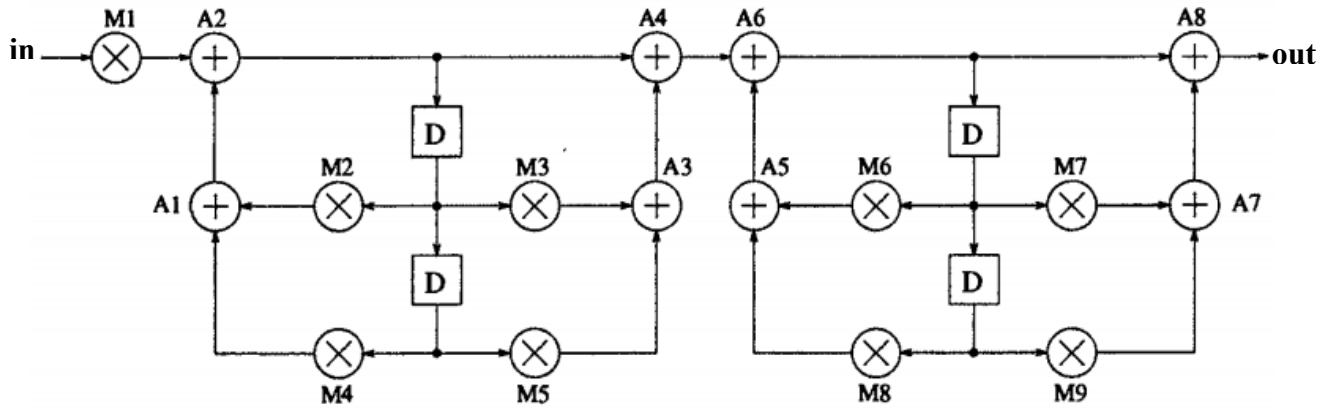 M1 A2 A4 A6 A8
in out
D D
M2 M3 A3 A5 M6 M7
A1 A7
D D
M4 M5 M8 M9